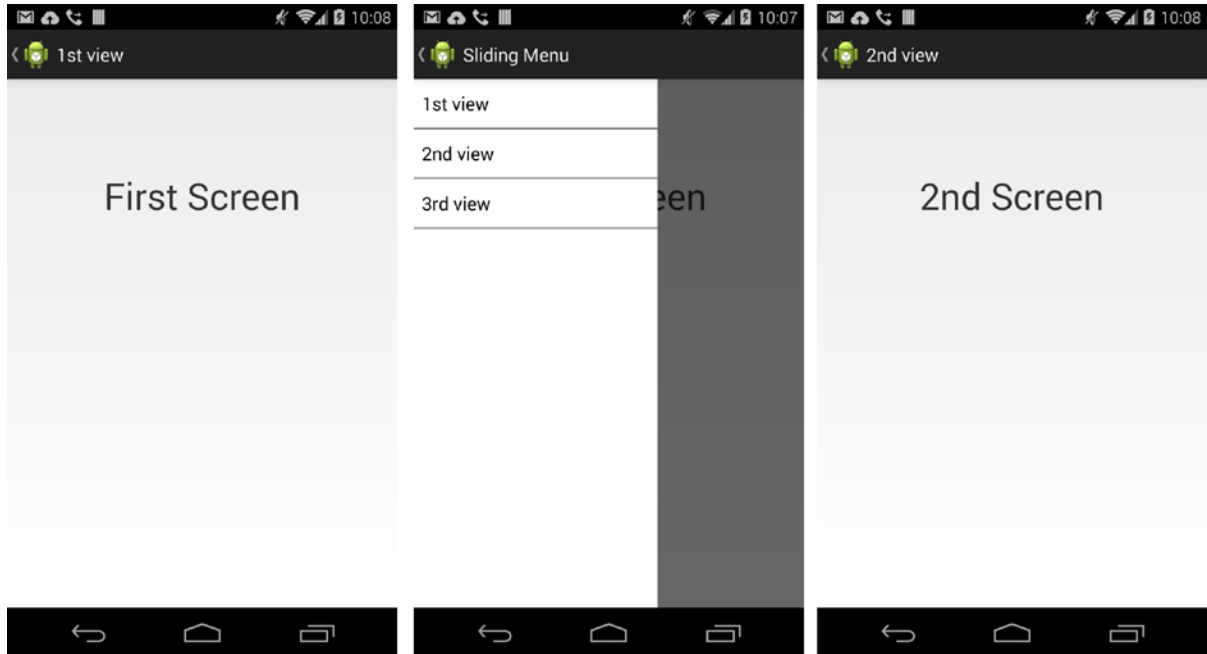 10:08
1st view
First Screen
10:07
Sliding Menu
1st view
2nd view
3rd view
een
10:08
2nd view
2nd Screen